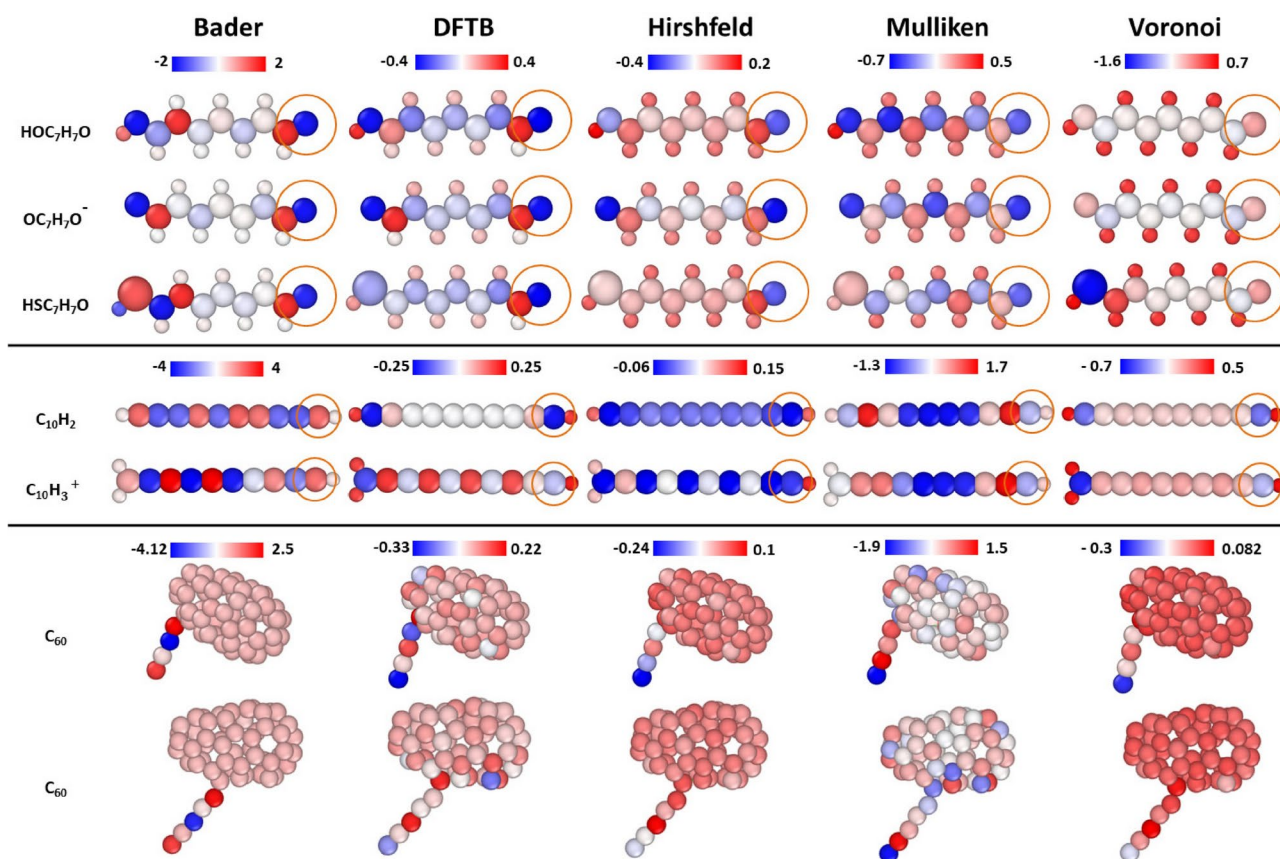 Bader DFTB Hirshfeld Mulliken Voronoi
-2 2 -0.4 0.4 -0.4 0.2 -0.7 0.5 -1.6 0.7
HOC₇H₇O
OC₇H₇O⁻
HSC₇H₇O
-4 4 -0.25 0.25 -0.06 0.15 -1.3 1.7 - 0.7 0.5
C₁₀H₂
C₁₀H₃⁺
-4.12 2.5 -0.33 0.22 -0.24 0.1 -1.9 1.5 - 0.3 0.082
C₆₀
C₆₀